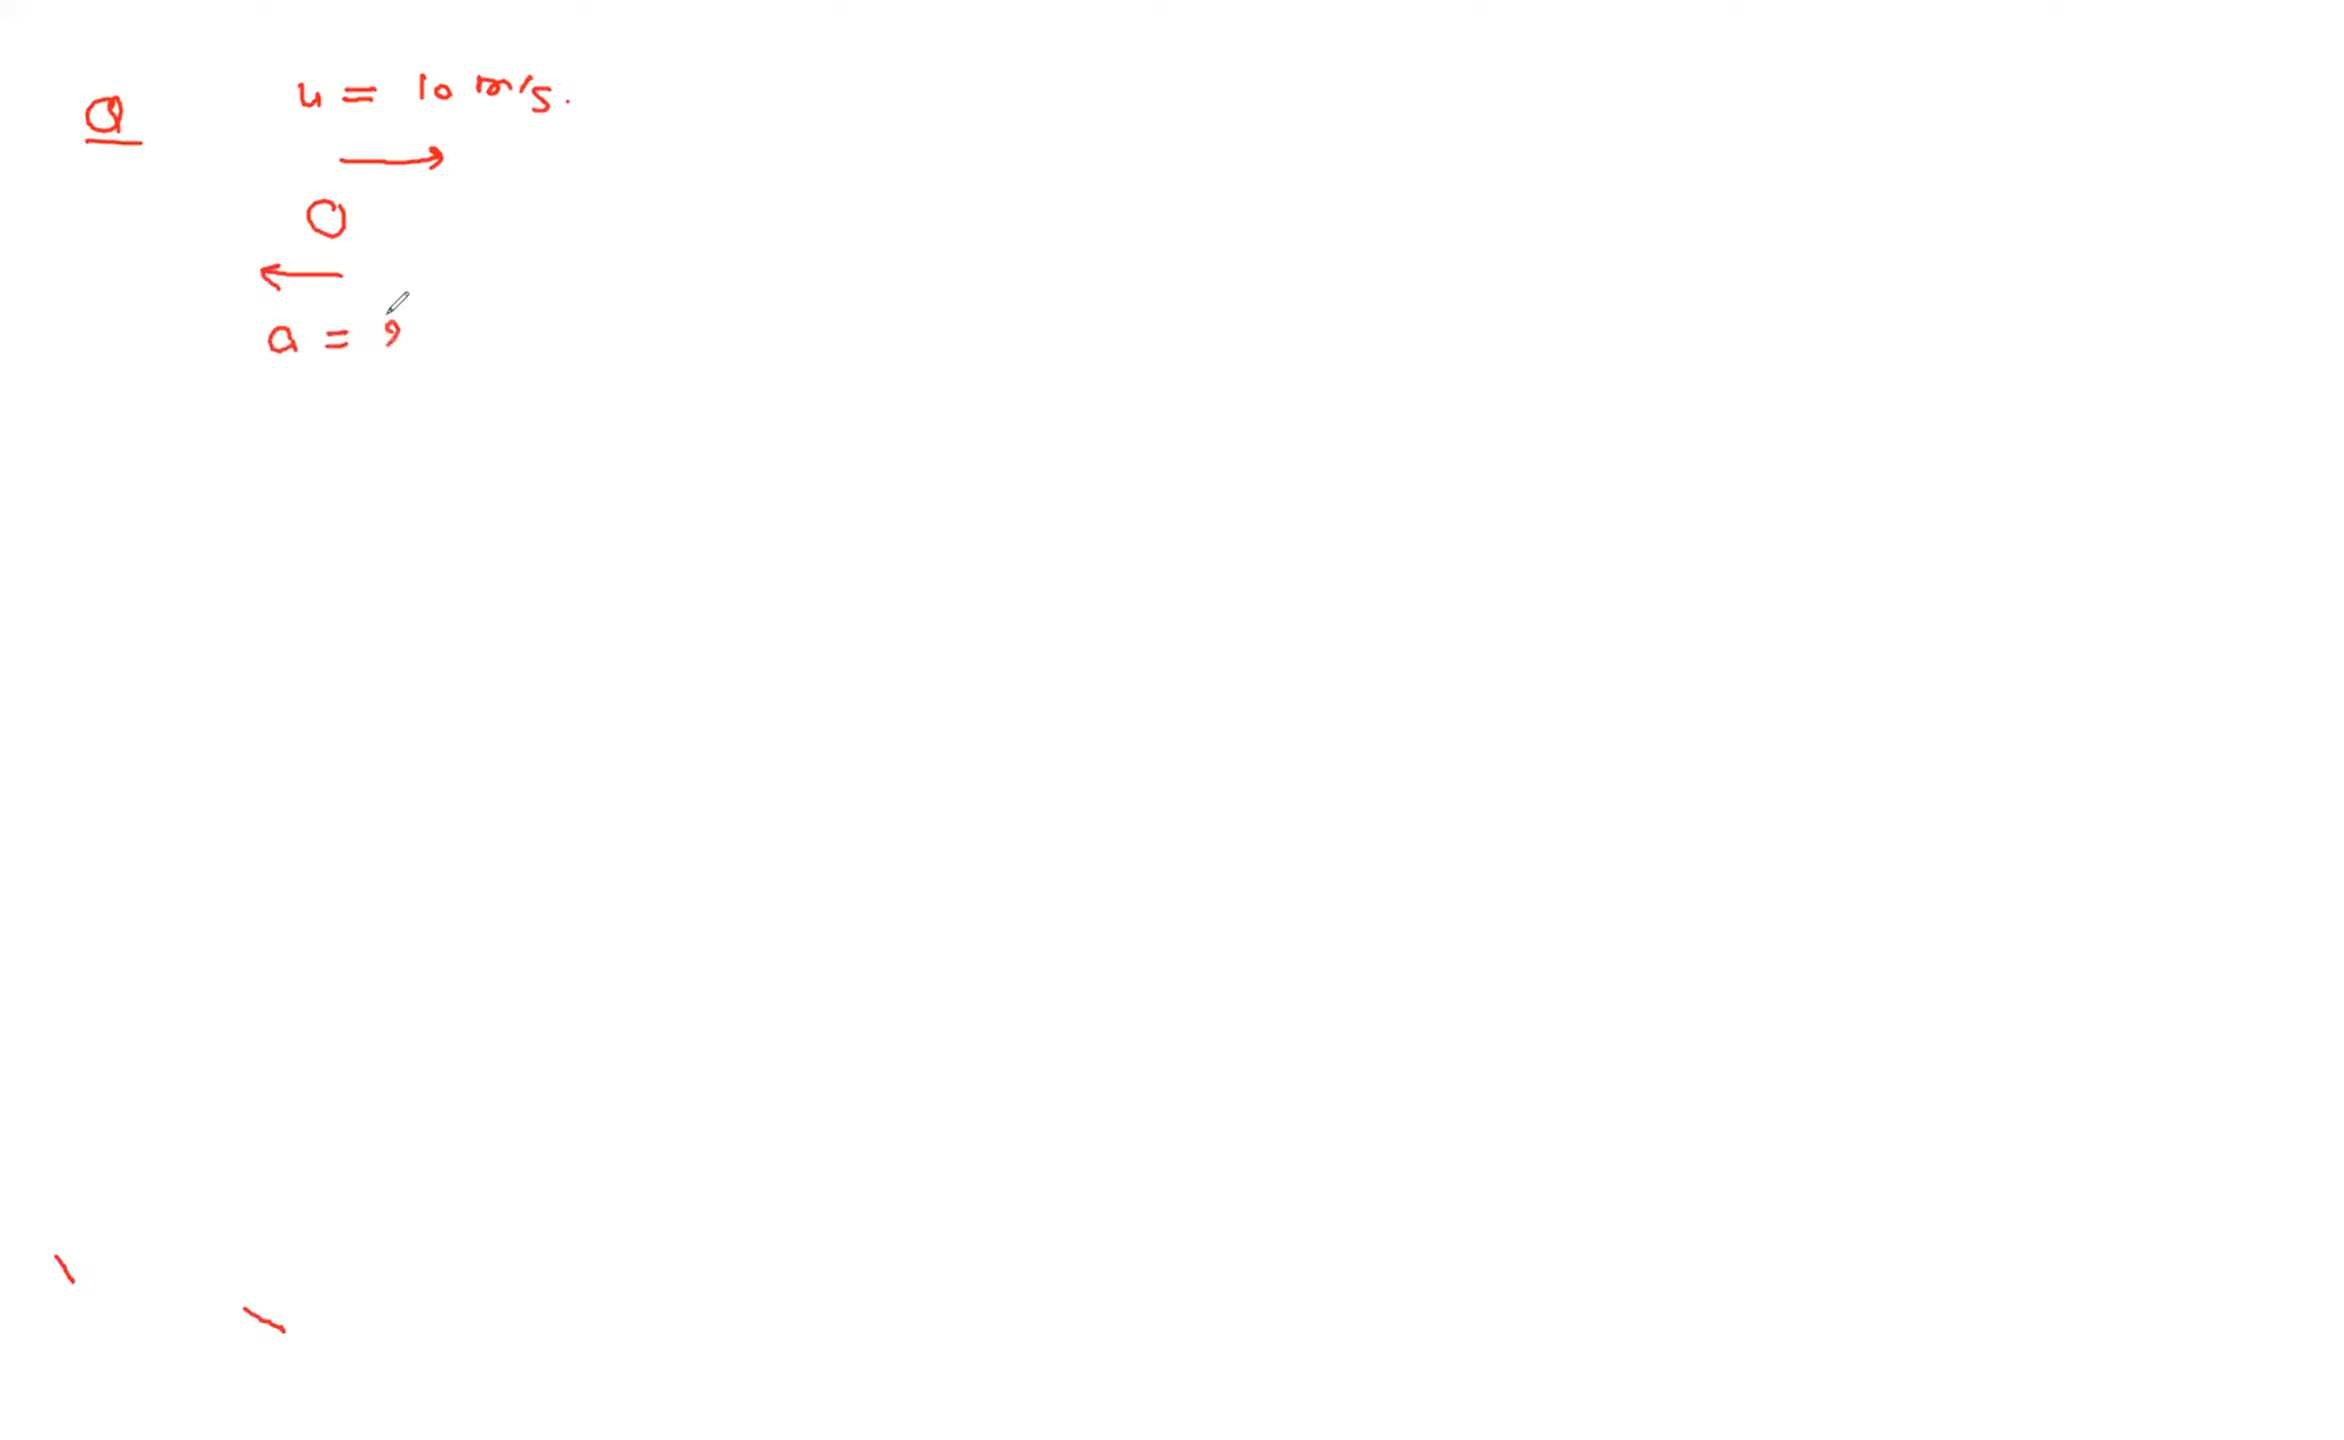 Q
u = 10 m/s.
a = 9